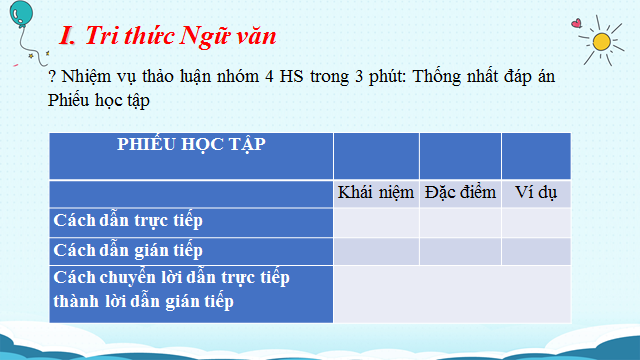 I. Tri thức Ngữ văn
? Nhiệm vụ thảo luận nhóm 4 HS trong 3 phút: Thống nhất đáp án
Phiếu học tập
PHIẾU HỌC TẬP
Khái niệm Đặc điểm Ví dụ
Cách dẫn trực tiếp
Cách dẫn gián tiếp
Cách chuyển lời dẫn trực tiếp
thành lời dẫn gián tiếp